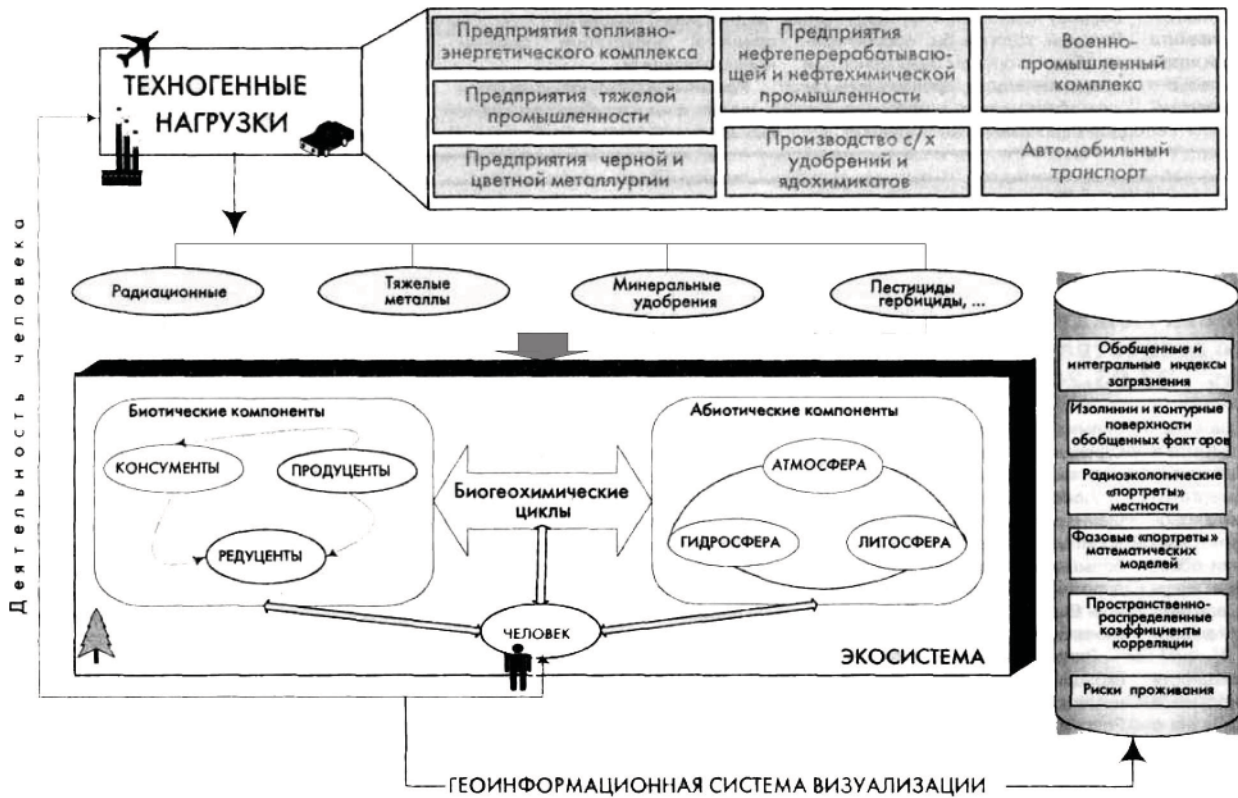 ТЕХНОГЕННЫЕ
НАГРУЗКИ
Предприятия топливно-
энергетического комплекса
Предприятия тяжелой
промышленности
Предприятия черной и
цветной металлургии
Предприятия
нефтеперерабатываю-
щей и нефтехимической
промышленности
Производство с/х
удобрений и
ядохимикатов
Военно-
промышленный
комплекс
Автомобильный
транспорт
Деятельность человека
Радиационные
Тяжелые
металлы
Минеральные
удобрения
Пестициды
гербициды, ...
Биотические компоненты
КОНСУМЕНТЫ
ПРОДУЦЕНТЫ
РЕДУЦЕНТЫ
Биогеохимические
циклы
Абиотические компоненты
АТМОСФЕРА
ГИДРОСФЕРА
ЛИТОСФЕРА
ЧЕЛОВЕК
ЭКОСИСТЕМА
Обобщенные и
интегральные индексы
загрязнения
Изолинии и контурные
поверхности
обобщенных факторов
Радиоэкологические
«портреты»
местности
Фазовые «портреты»
математических
моделей
Пространственно-
распределенные
коэффициенты
корреляции
Риски проживания
ГЕОИНФОРМАЦИОННАЯ СИСТЕМА ВИЗУАЛИЗАЦИИ